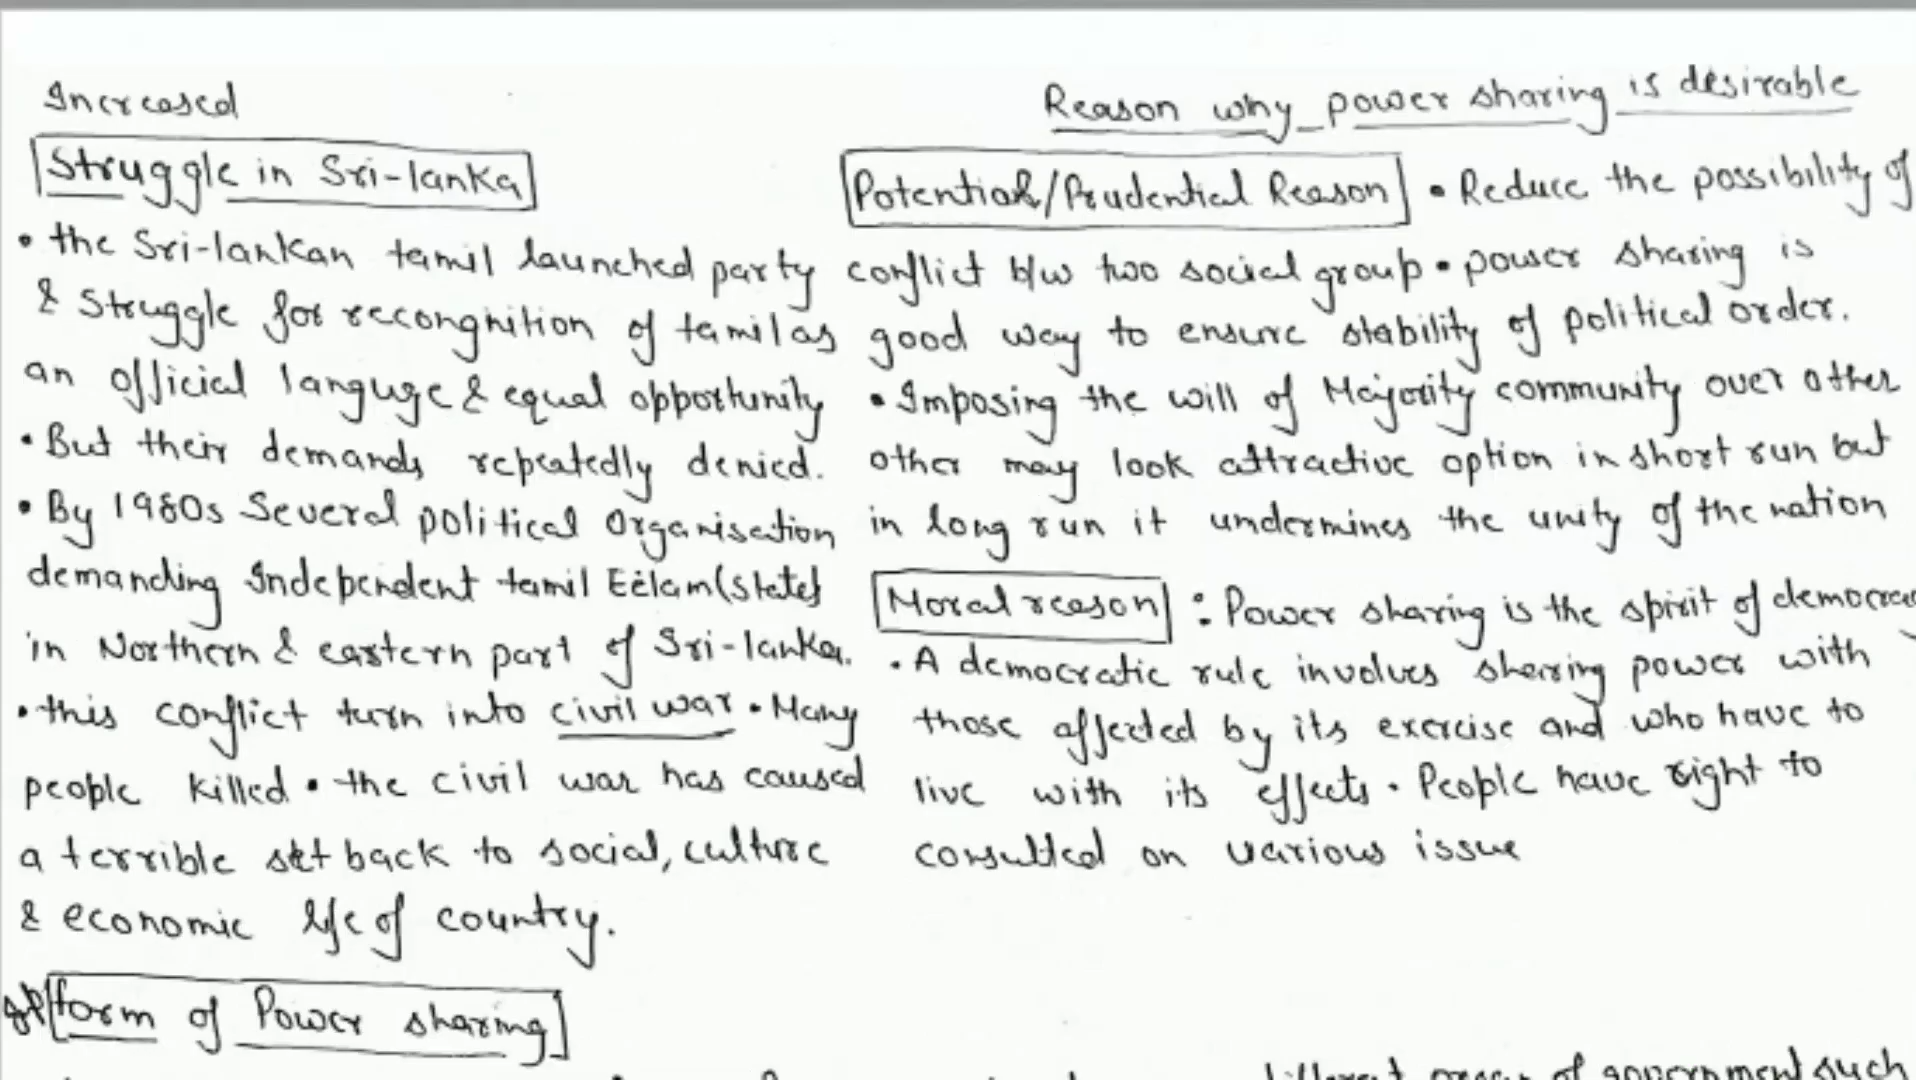 Increased
Struggle in Sri-lanka
• the Sri-lankan tamil launched party
& Struggle for recongnition of tamil as
an official languge & equal opportunity
• But their demands repeatedly denied.
• By 1980s Several political Organisation
demanding Independent tamil Eelam (state)
in Northern & eastern part of Sri-lanka.
• this conflict turn into civil war • Many
people killed • the civil war has caused
a terrible set back to social, culture
& economic life of country.
form of Power sharing
Reason why power sharing is desirable
Potential/Prudential Reason • Reduce the possibility of
conflict b/w two social group • power sharing is
good way to ensure stability of political order.
• Imposing the will of Majority community over other
other may look attractive option in short run but
in long run it undermines the unity of the nation
Moral reason : Power sharing is the spirit of democrac
• A democratic rule involves sharing power with
those affected by its exercise and who have to
live with its effects • People have right to
consulted on various issue
different organ of government such